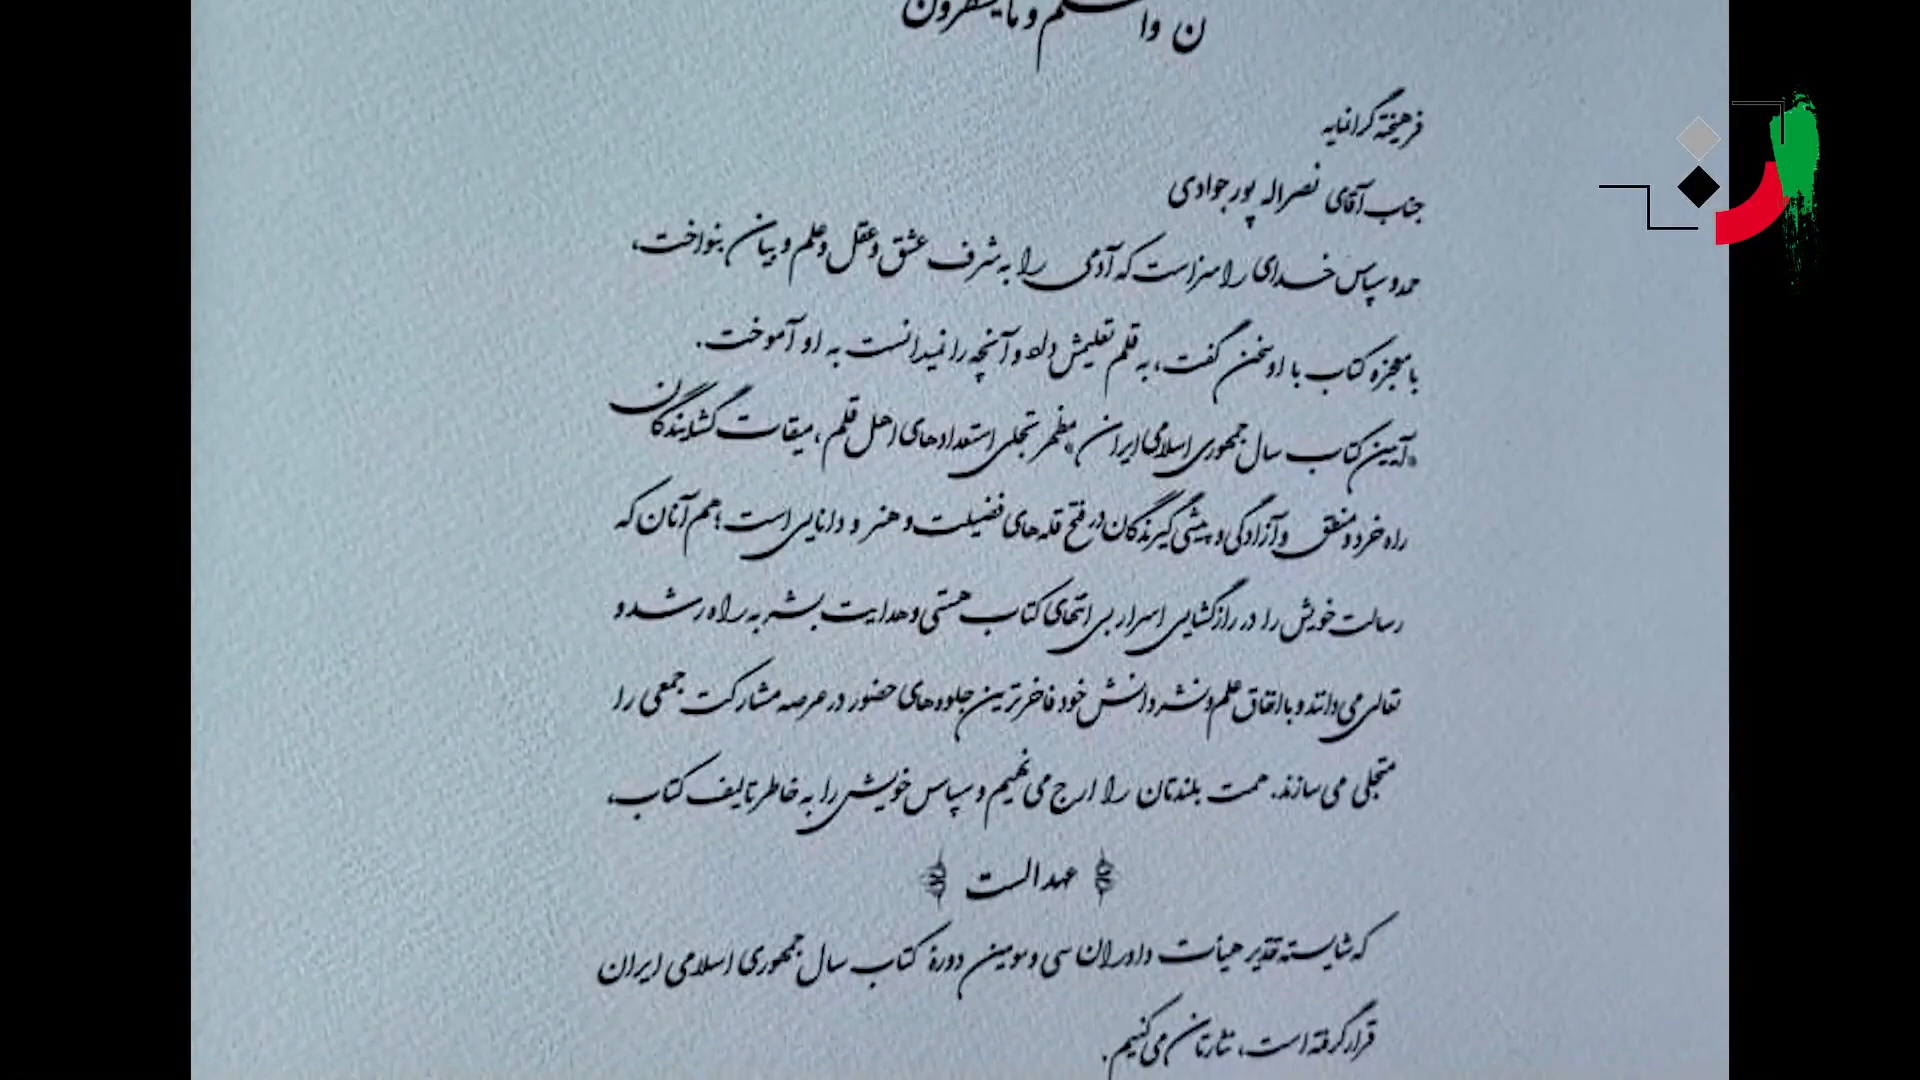 ن والقلم و ما یسطرون
فرهیختهٔ گرانمایه
جناب آقای نصراله پورجوادی
حمد و سپاس خدای را سزاست که آدمی را به شرف عشق و عقل و علم و بیان بنواخت،
با معجزه کتاب با او سخن گفت، به قلم تعلیمش داد و آنچه را نمیدانست به او آموخت.
«آیین کتاب سال جمهوری اسلامی ایران» مظهر تجلی استعدادهای اهل قلم، میقات گشایندگان
راه خرد و منطق و آزادگی و پیشی گیرندگان در فتح قله‌های فضیلت و هنر و دانایی است؛ هم آنان که
رسالت خویش را در رازگشایی اسرار بی انتهای کتاب هستی و هدایت بشر به راه رشد و
تعالی می‌دانند و با انفاق علم و نشر دانش خود فاخرترین جلوه‌های حضور در عرصه مشارکت جمعی را
متجلی می‌سازند. همت بلندتان را ارج می‌نهیم و سپاس خویش را به خاطر تالیف کتاب،
عهد الست
که شایسته تقدیر هیأت داوران سی و سومین دورهٔ کتاب سال جمهوری اسلامی ایران
قرار گرفته است، نثارتان می‌کنیم.